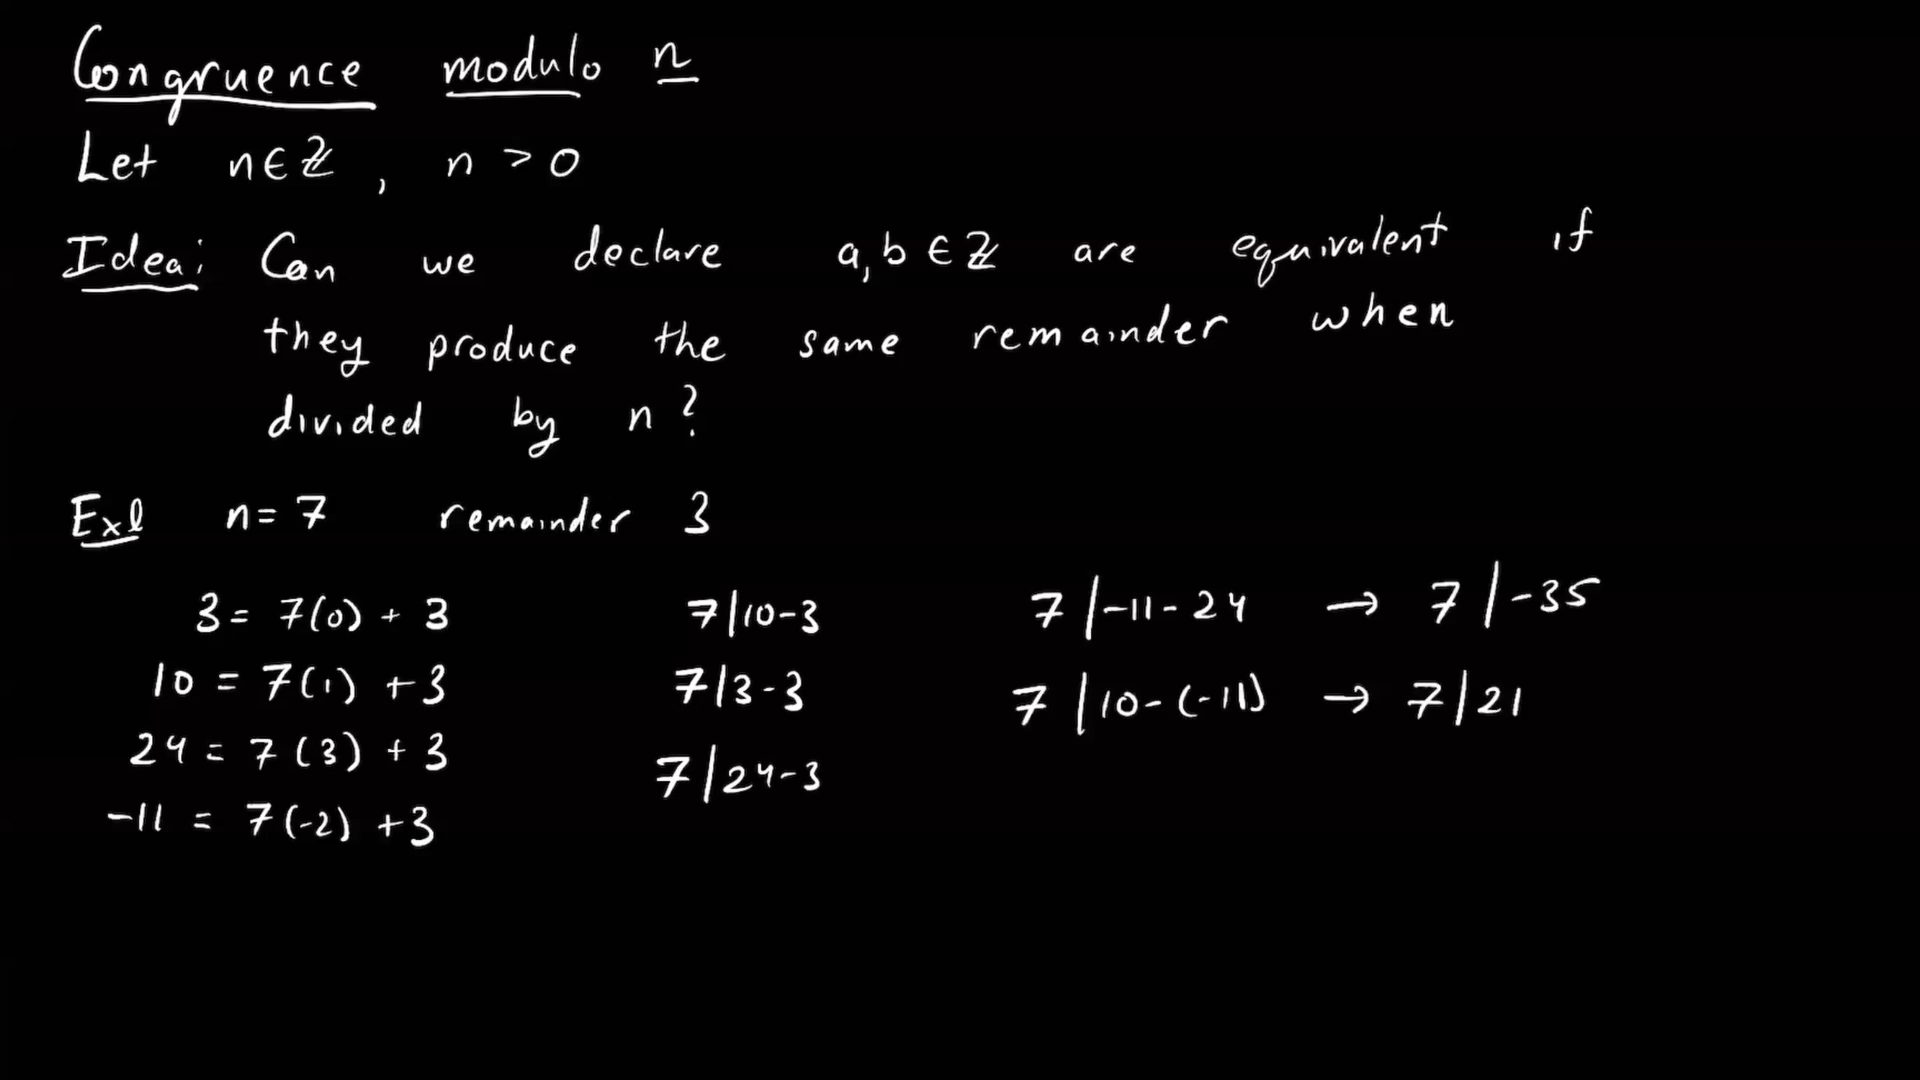 Congruence modulo n
Let n∈ℤ, n > 0
Idea: Can we declare a, b ∈ ℤ are equivalent if
they produce the same remainder when
divided by n?
Exl n = 7 remainder 3
3 = 7(0) + 3
10 = 7(1) + 3
24 = 7(3) + 3
-11 = 7(-2) + 3
7|10-3
7|3-3
7|24-3
7|-11-24 → 7|-35
7|10-(-11) → 7|21